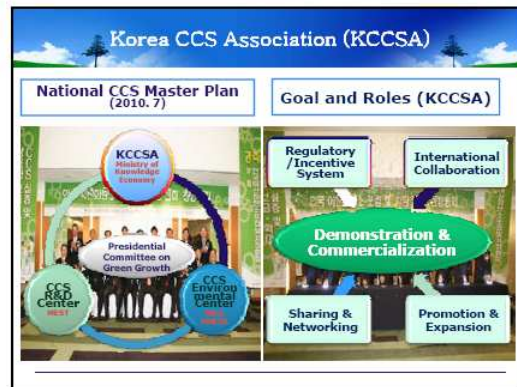 Korea CCS Association (KCCSA)
National CCS Master Plan
(2010. 7)
Goal and Roles (KCCSA)
KCCSA
Ministry of
Knowledge
Economy
Presidential
Committee on
Green Growth
CCS
R&D
Center
MEST
CCS
Environ
mental
Center
Regulatory
/Incentive
System
International
Collaboration
Demonstration &
Commercialization
Sharing &
Networking
Promotion &
Expansion